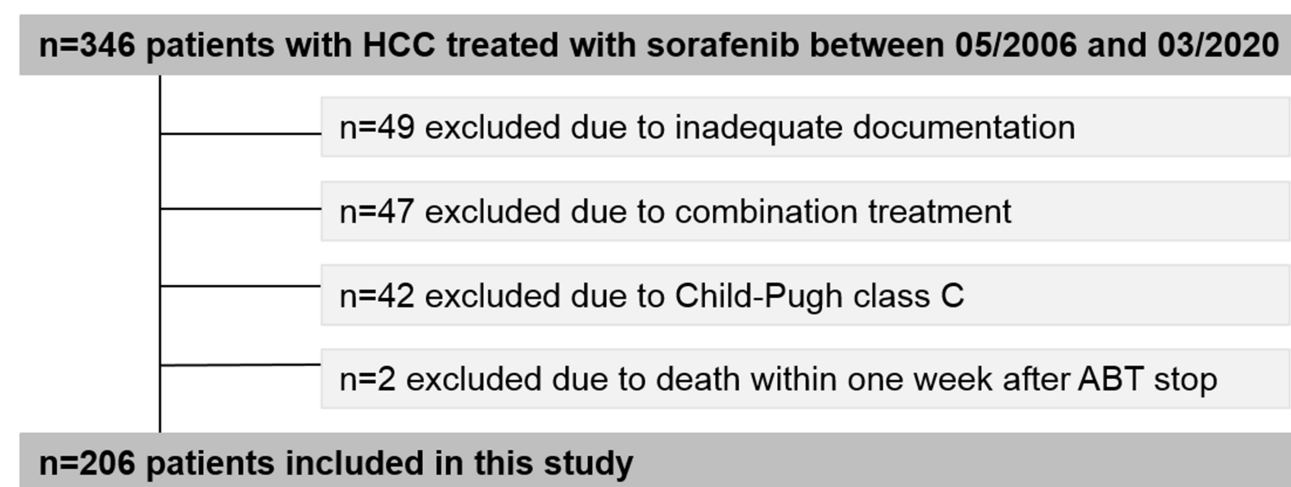 n=346 patients with HCC treated with sorafenib between 05/2006 and 03/2020
n=49 excluded due to inadequate documentation
n=47 excluded due to combination treatment
n=42 excluded due to Child-Pugh class C
n=2 excluded due to death within one week after ABT stop
n=206 patients included in this study